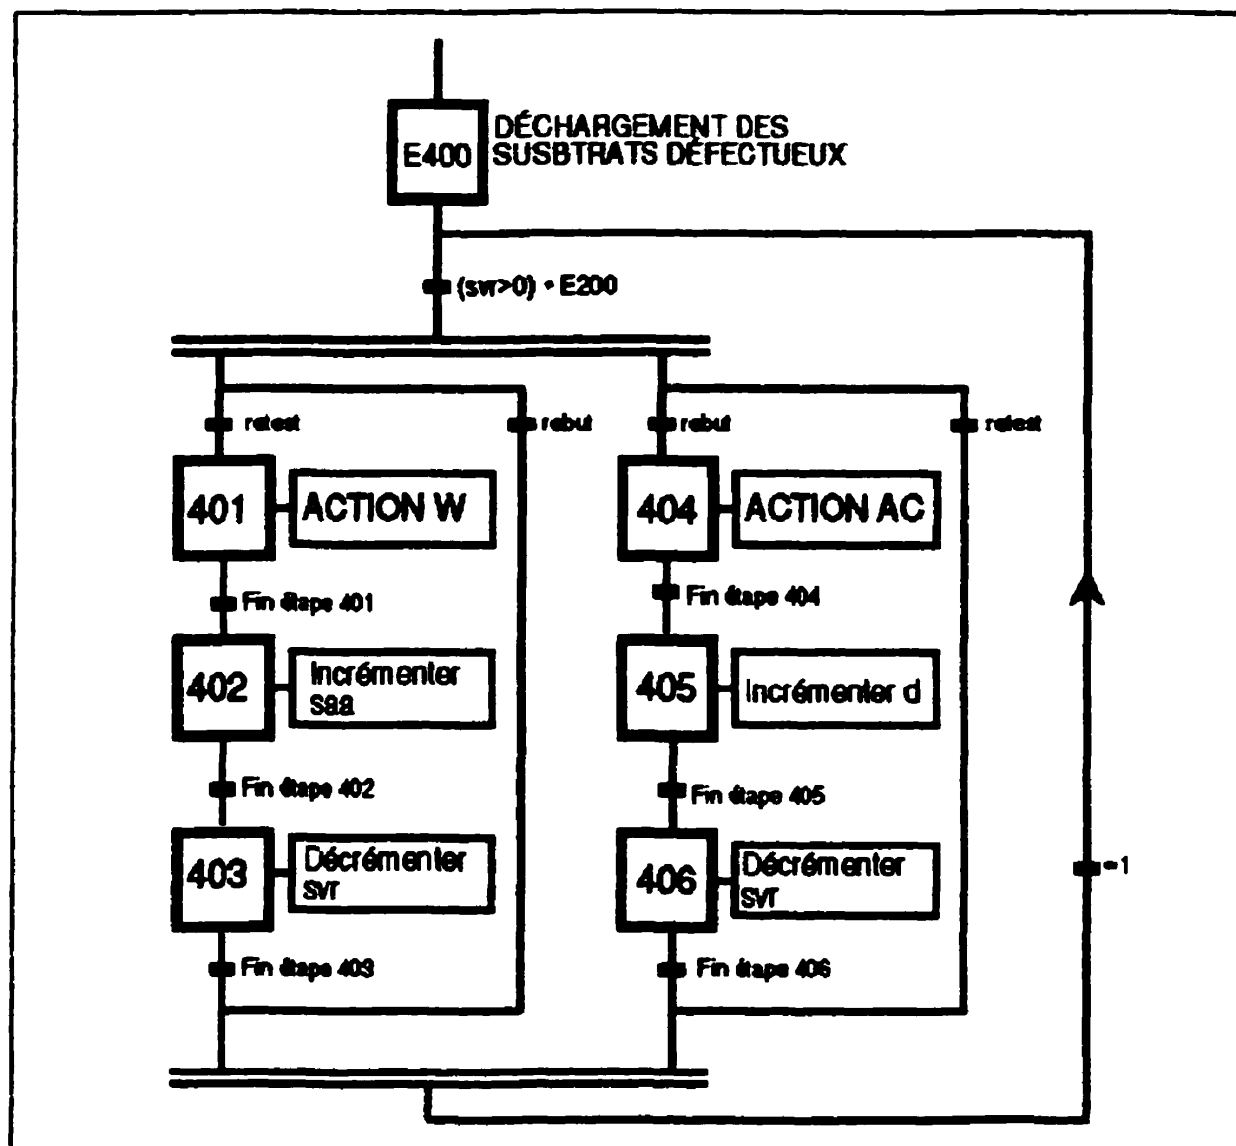 DÉCHARGEMENT DES
E400
SUSBTRATS DÉFECTUEUX
(svr>0) • E200
retest
rebut
rebut
retest
401
ACTION W
404
ACTION AC
Fin étape 401
Fin étape 404
402
Incrémenter
saa
405
Incrémenter d
Fin étape 402
Fin étape 405
403
Décrémenter
svr
406
Décrémenter
svr
=1
Fin étape 403
Fin étape 406